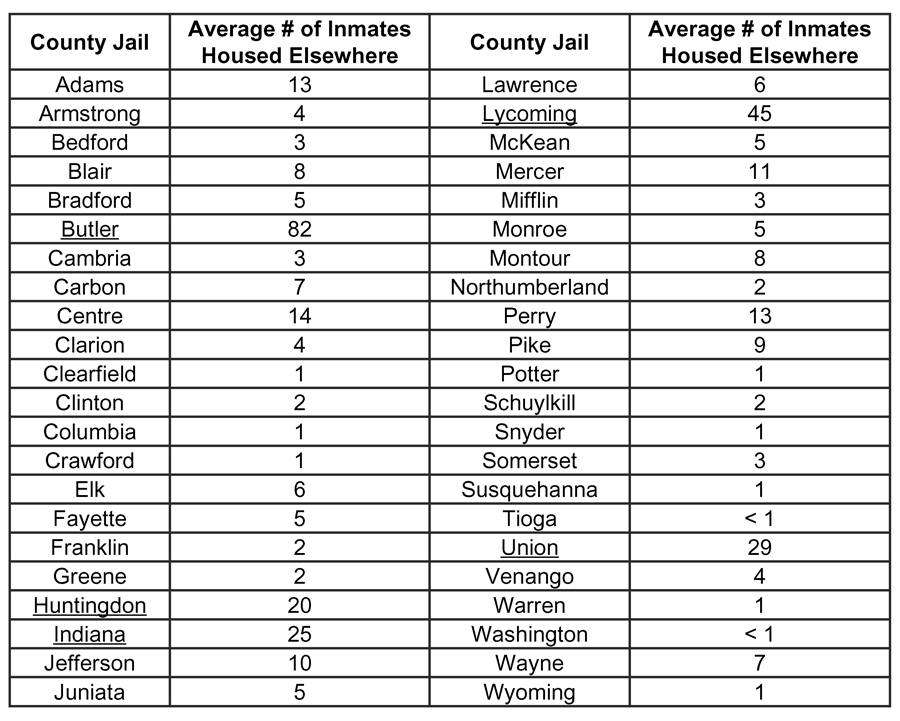 County Jail Average # of Inmates Housed Elsewhere County Jail Average # of Inmates Housed Elsewhere
Adams 13 Lawrence 6
Armstrong 4 Lycoming 45
Bedford 3 McKean 5
Blair 8 Mercer 11
Bradford 5 Mifflin 3
Butler 82 Monroe 5
Cambria 3 Montour 8
Carbon 7 Northumberland 2
Centre 14 Perry 13
Clarion 4 Pike 9
Clearfield 1 Potter 1
Clinton 2 Schuylkill 2
Columbia 1 Snyder 1
Crawford 1 Somerset 3
Elk 6 Susquehanna 1
Fayette 5 Tioga < 1
Franklin 2 Union 29
Greene 2 Venango 4
Huntingdon 20 Warren 1
Indiana 25 Washington < 1
Jefferson 10 Wayne 7
Juniata 5 Wyoming 1